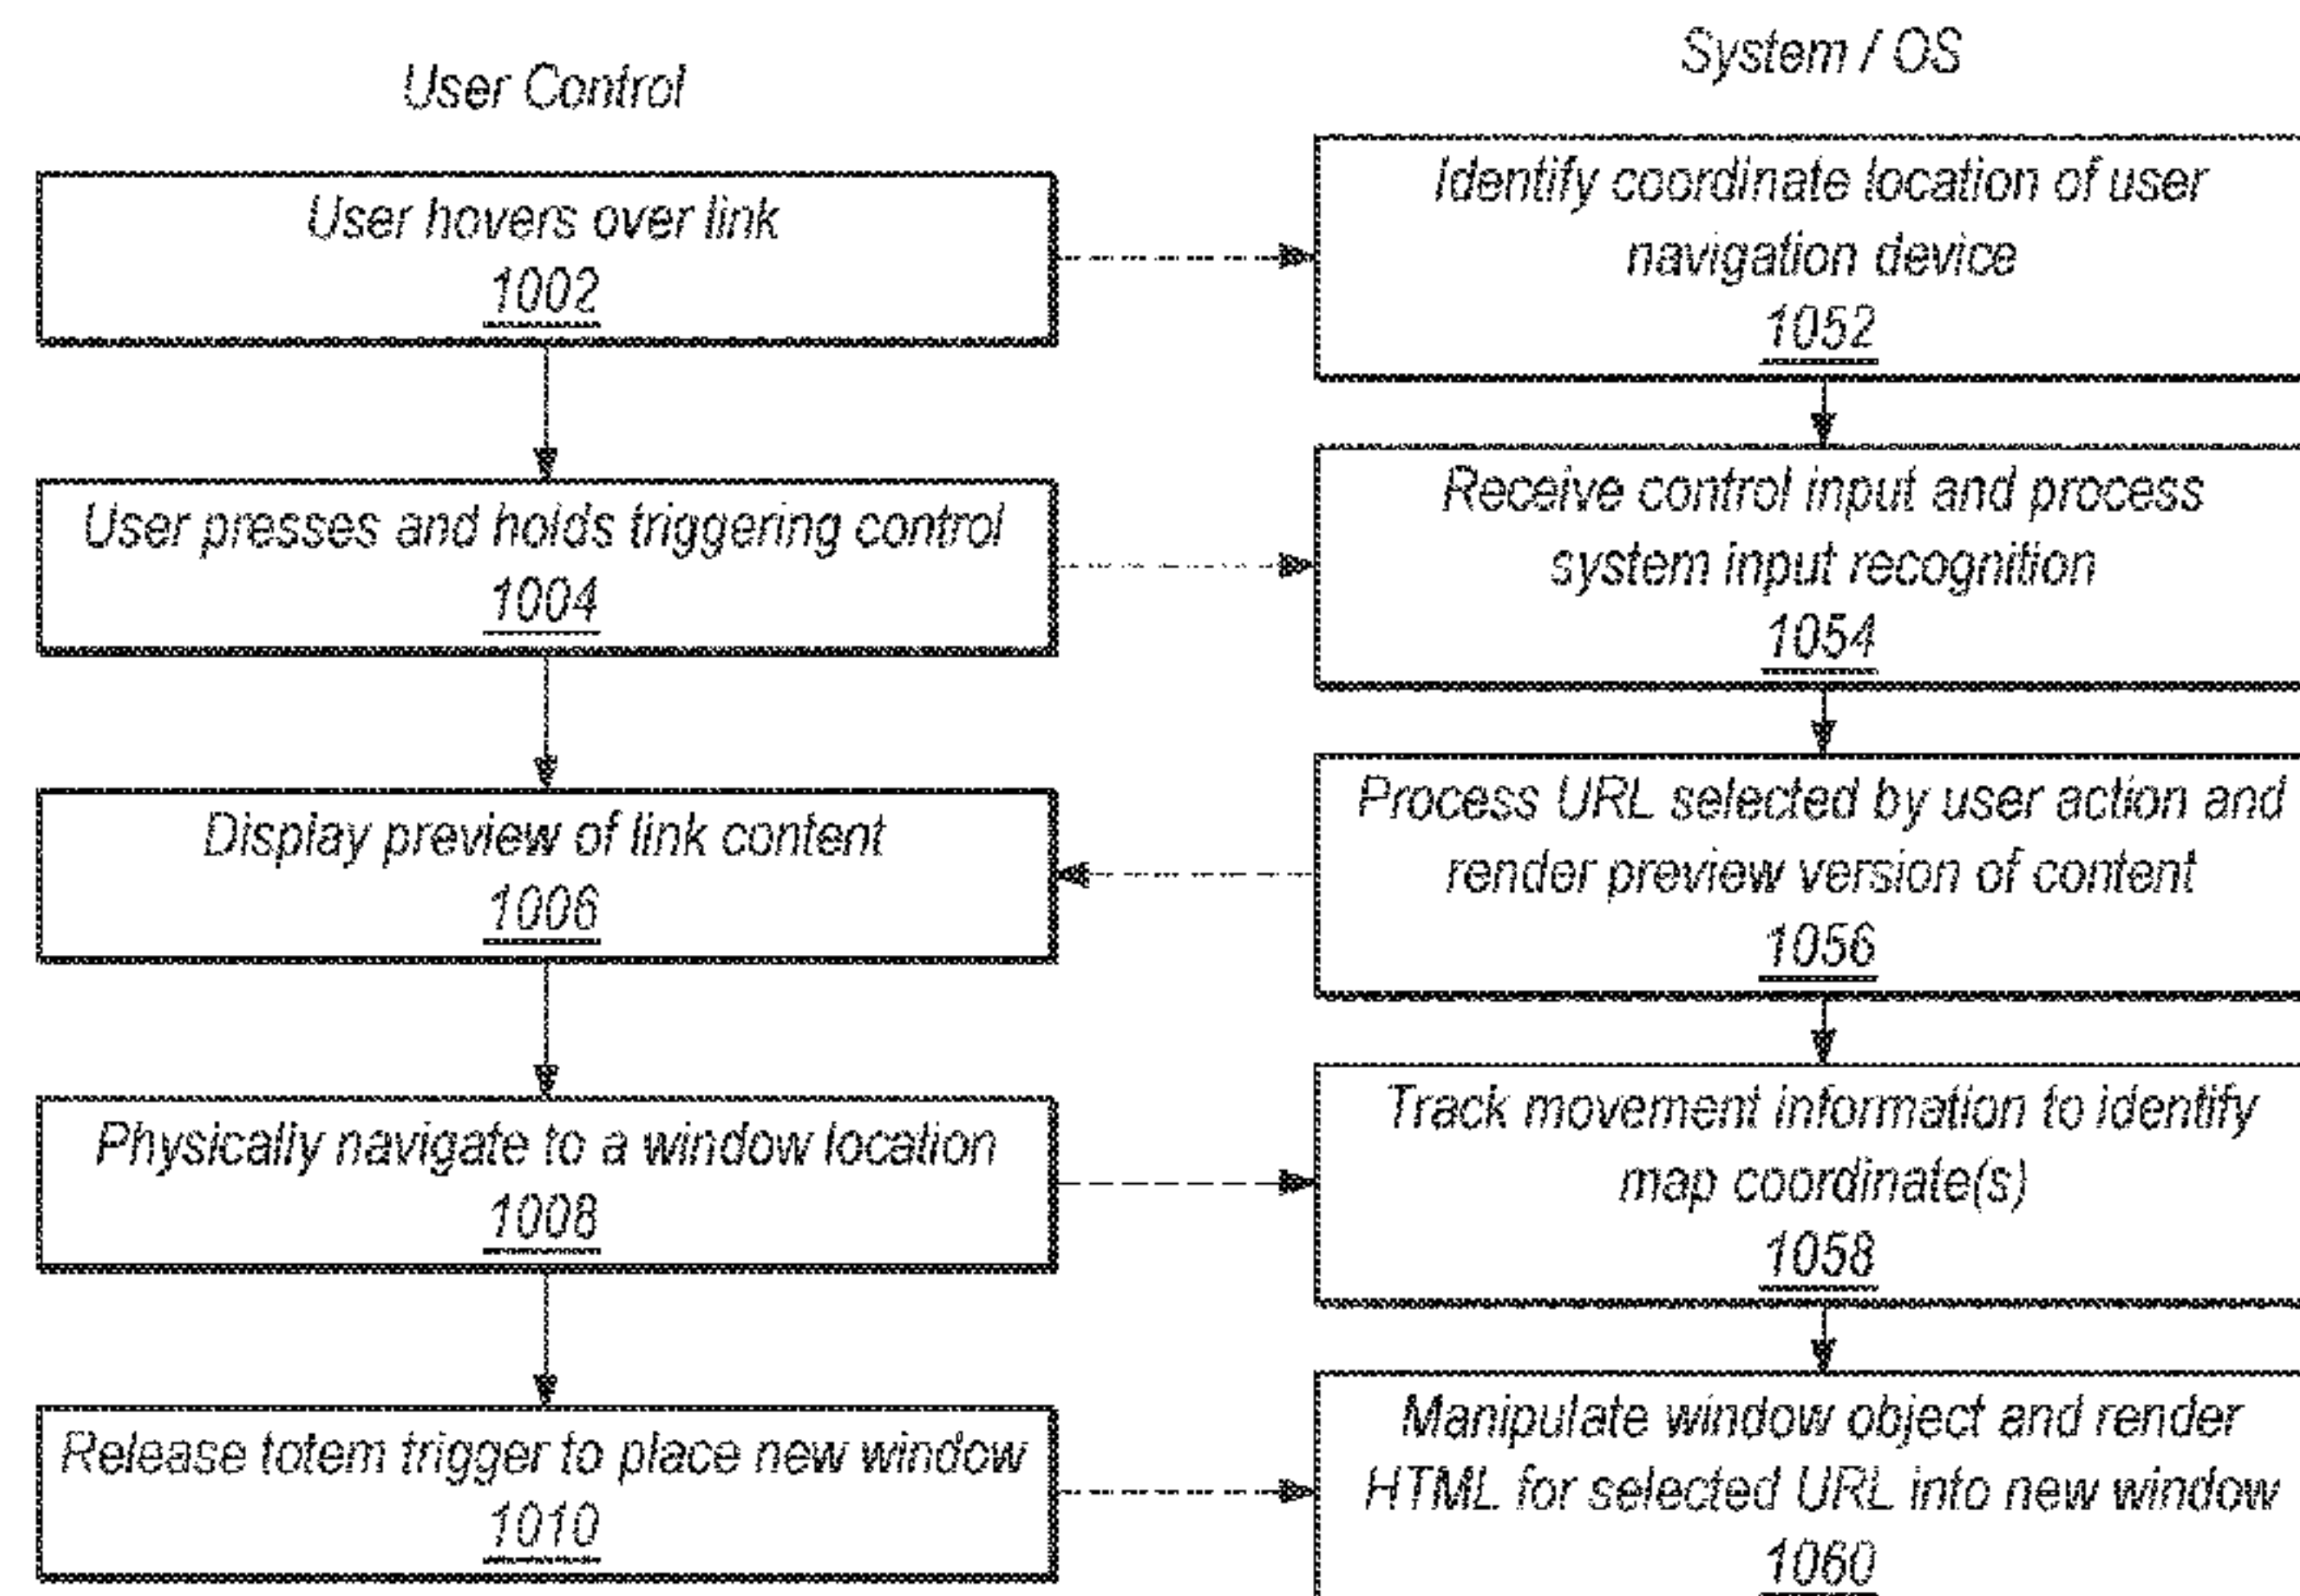 User Control
System / OS
User hovers over link
1002
Identify coordinate location of user
navigation device
1052
User presses and holds triggering control
1004
Receive control input and process
system input recognition
1054
Display preview of link content
1006
Process URL selected by user action and
render preview version of content
1056
Physically navigate to a window location
1008
Track movement information to identify
map coordinate(s)
1058
Release totem trigger to place new window
1010
Manipulate window object and render
HTML for selected URL into new window
1060